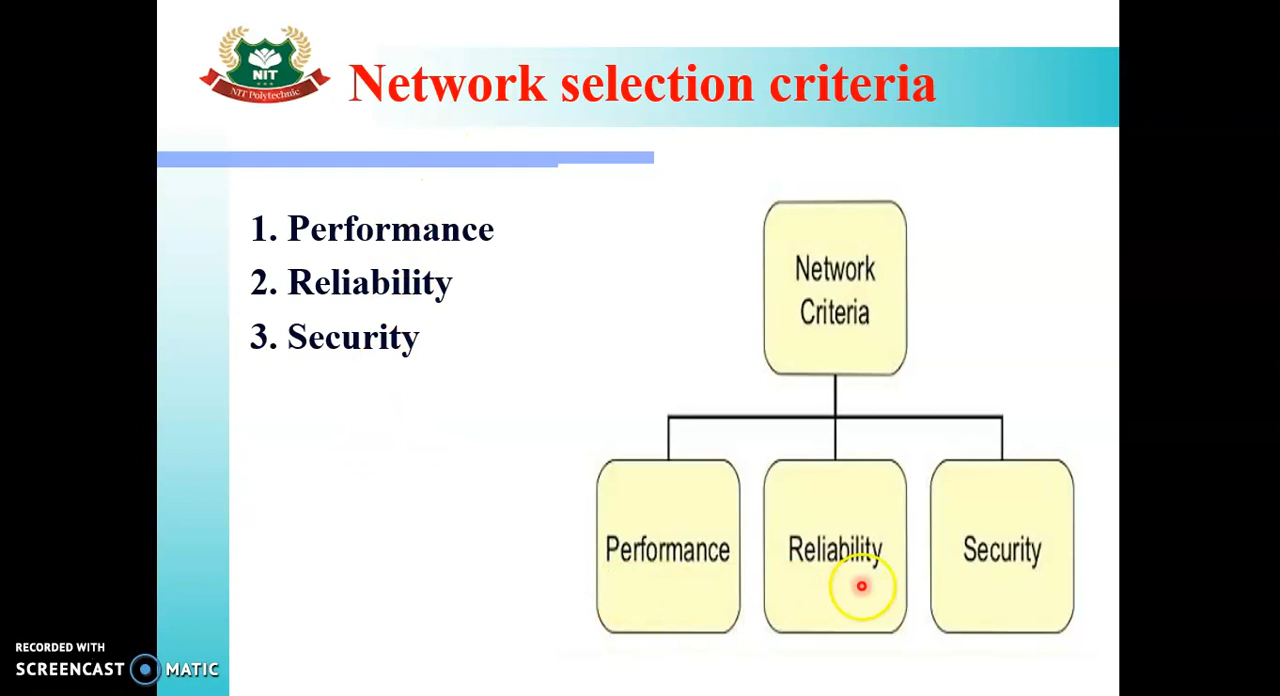 NIT
NIT Polytechnic
Network selection criteria
1. Performance
2. Reliability
3. Security
Network
Criteria
Performance
Reliability
Security
RECORDED WITH
SCREENCAST MATIC